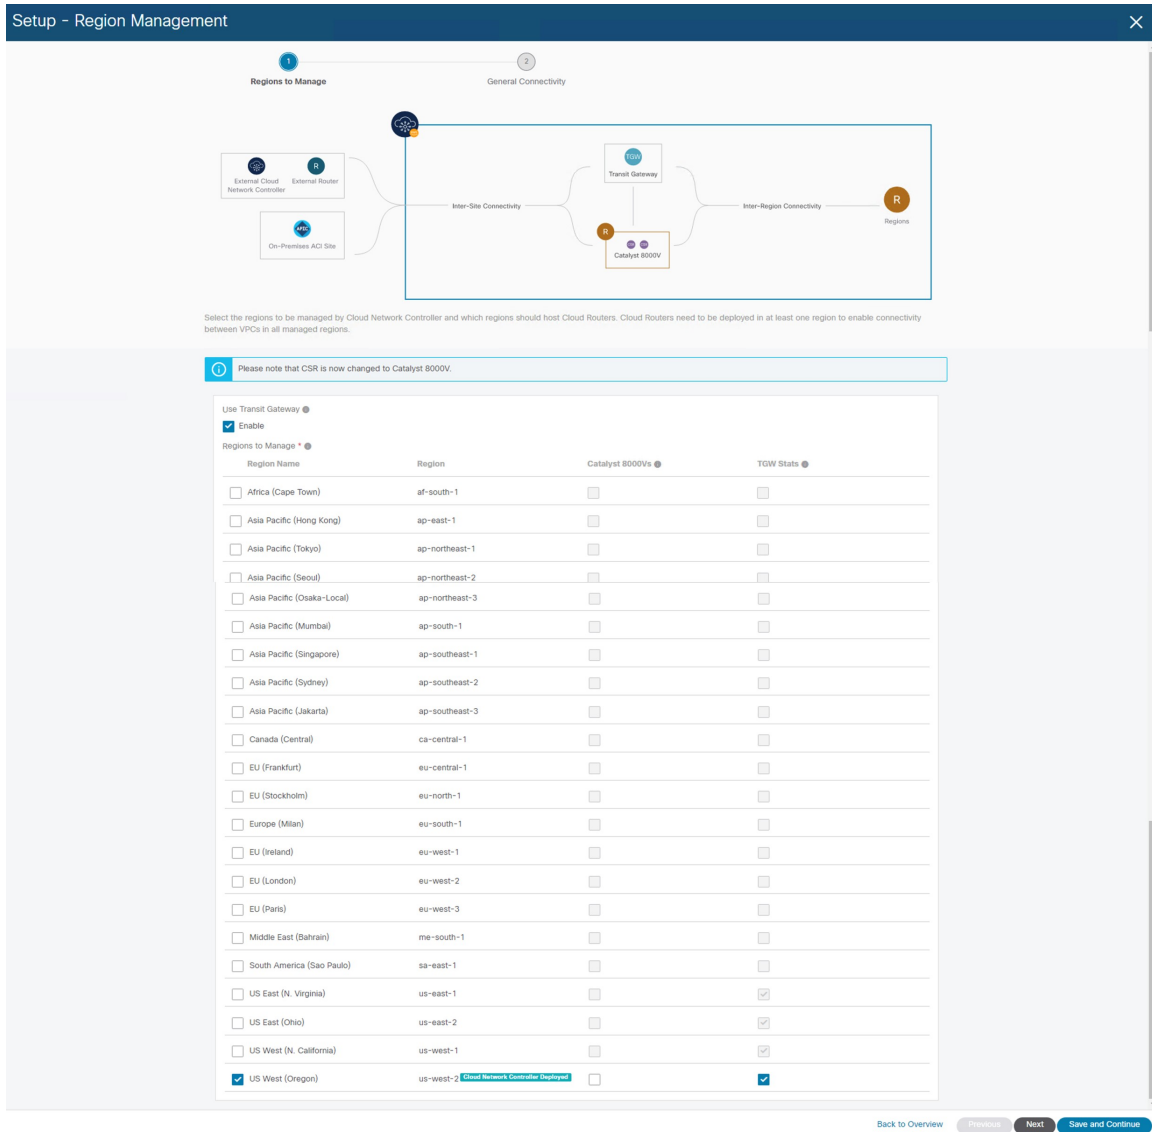 Setup - Region Management
1
2
Regions to Manage
General Connectivity
TGW
Transit Gateway
R
External Cloud
Network Controller
External Router
Inter-Site Connectivity
Inter-Region Connectivity
R
Regions
APIC
On-Premises ACI Site
R
Catalyst 8000V
Select the regions to be managed by Cloud Network Controller and which regions should host Cloud Routers. Cloud Routers need to be deployed in at least one region to enable connectivity
between VPCs in all managed regions.
Please note that CSR is now changed to Catalyst 8000V.
Use Transit Gateway
Enable
Regions to Manage *
Region Name Region Catalyst 8000Vs TGW Stats
Africa (Cape Town) af-south-1
Asia Pacific (Hong Kong) ap-east-1
Asia Pacific (Tokyo) ap-northeast-1
Asia Pacific (Seoul) ap-northeast-2
Asia Pacific (Osaka-Local) ap-northeast-3
Asia Pacific (Mumbai) ap-south-1
Asia Pacific (Singapore) ap-southeast-1
Asia Pacific (Sydney) ap-southeast-2
Asia Pacific (Jakarta) ap-southeast-3
Canada (Central) ca-central-1
EU (Frankfurt) eu-central-1
EU (Stockholm) eu-north-1
Europe (Milan) eu-south-1
EU (Ireland) eu-west-1
EU (London) eu-west-2
EU (Paris) eu-west-3
Middle East (Bahrain) me-south-1
South America (Sao Paulo) sa-east-1
US East (N. Virginia) us-east-1
US East (Ohio) us-east-2
US West (N. California) us-west-1
US West (Oregon) us-west-2 Cloud Network Controller Deployed
Back to Overview Previous Next Save and Continue